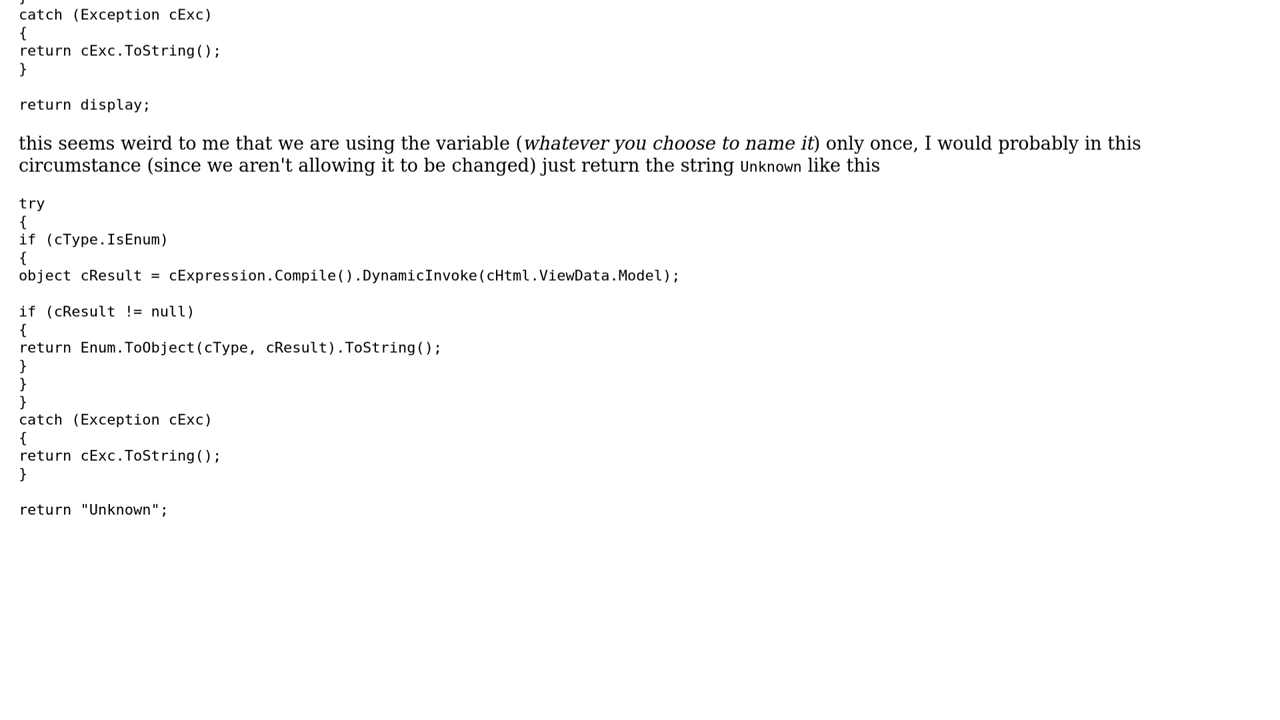 }
catch (Exception cExc)
{
return cExc.ToString();
}
return display;
this seems weird to me that we are using the variable (whatever you choose to name it) only once, I would probably in this
circumstance (since we aren't allowing it to be changed) just return the string Unknown like this
try
{
if (cType.IsEnum)
{
object cResult = cExpression.Compile().DynamicInvoke(cHtml.ViewData.Model);
if (cResult != null)
{
return Enum.ToObject(cType, cResult).ToString();
}
}
}
catch (Exception cExc)
{
return cExc.ToString();
}
return "Unknown";